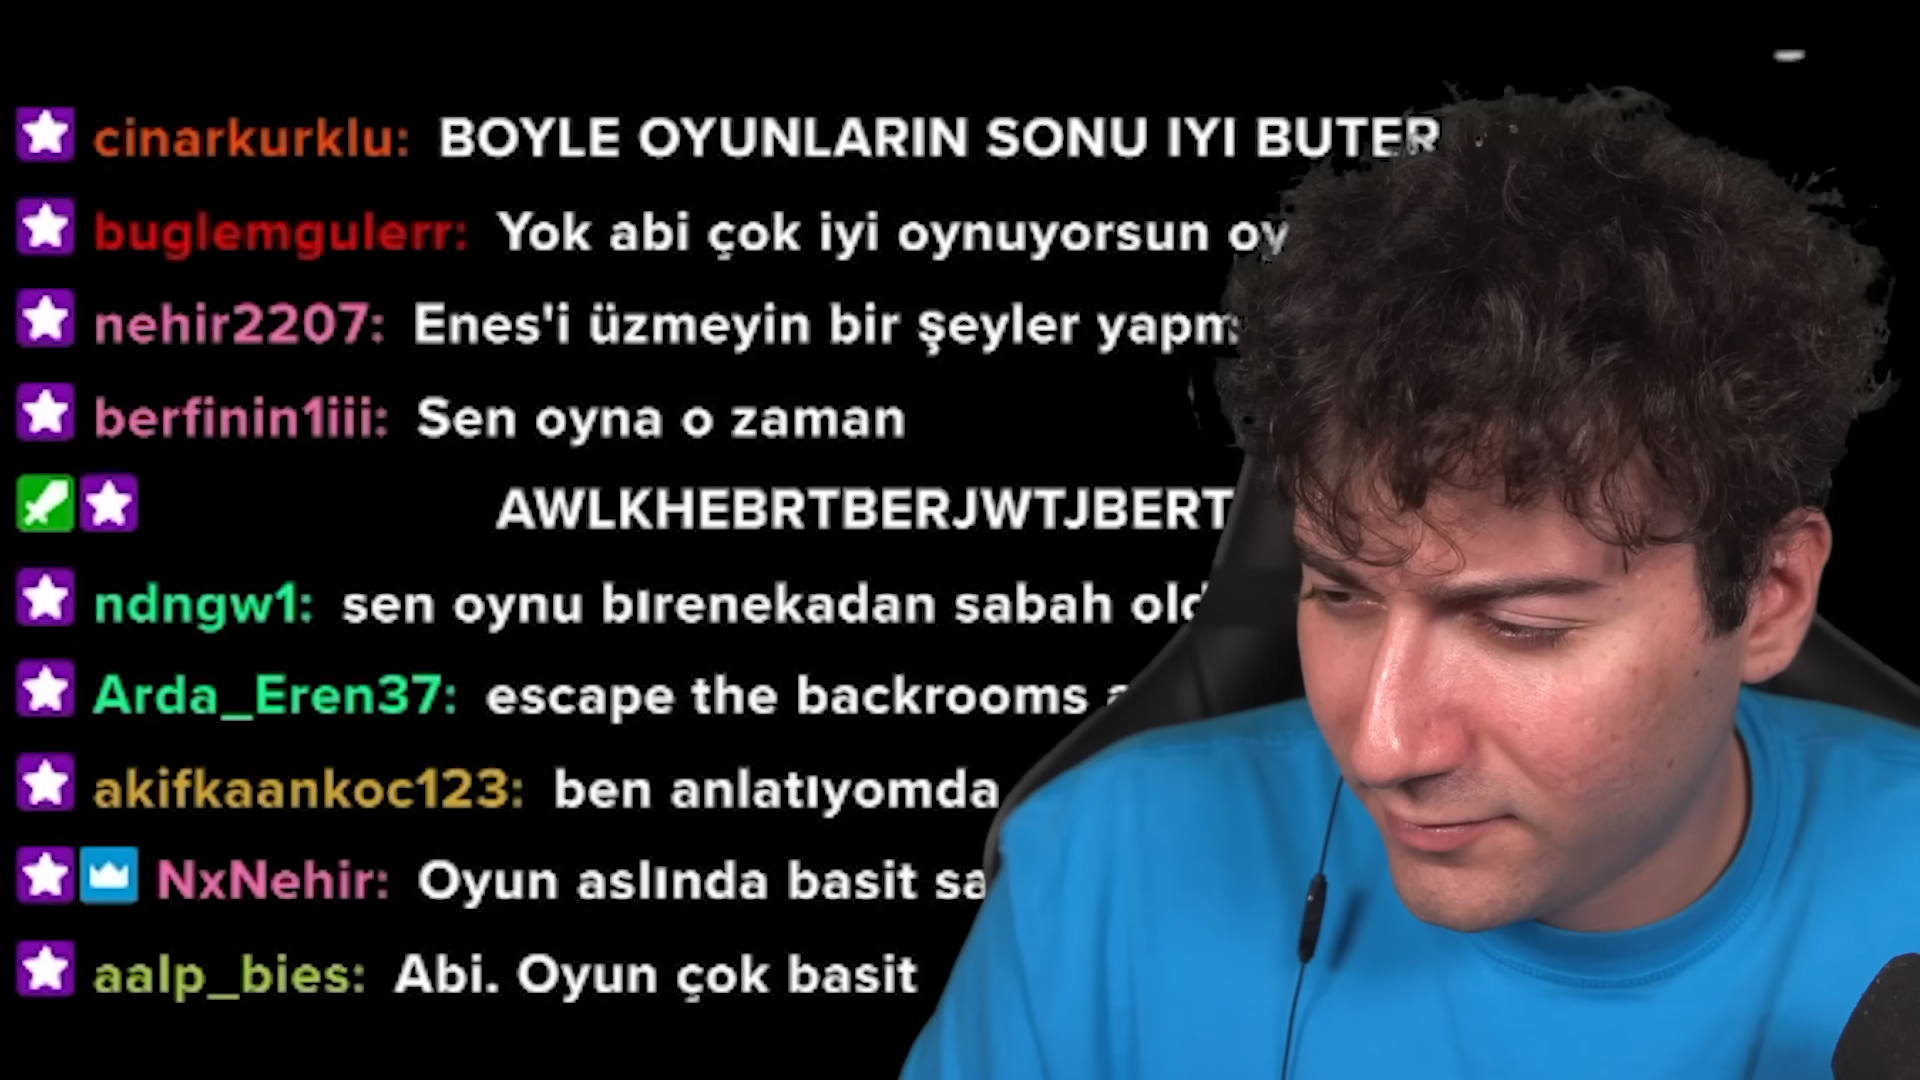 cinarkurklu: BOYLE OYUNLARIN SONU IYI BUTER
buglemgulerr: Yok abi çok iyi oynuyorsun
nehir2207: Enes'i üzmeyin bir şeyler
berfinin1iii: Sen oyna o zaman
AWLKHEBRTBERJWTJBERT
ndngw1: sen oynu bırenekadan sabah
Arda_Eren37: escape the backrooms
akifkaankoc123: ben anlatıyomda
NxNehir: Oyun aslında basit
aalp_bies: Abi. Oyun çok basit